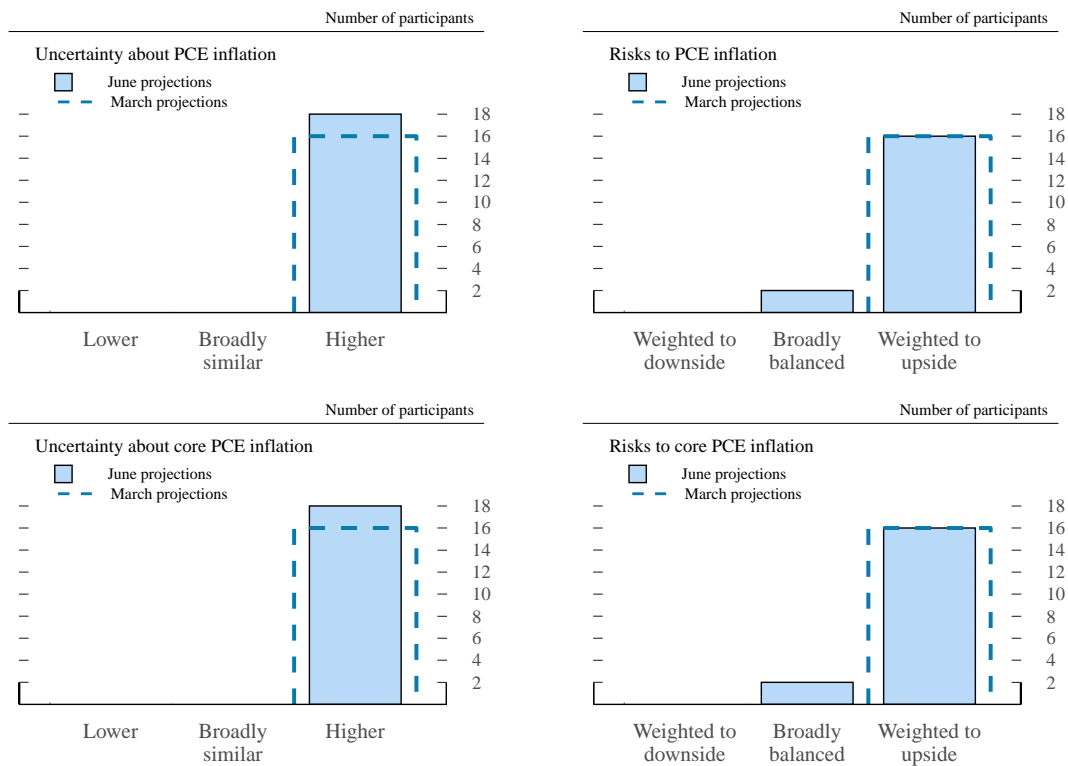 Number of participants
Uncertainty about PCE inflation
June projections
March projections
18
16
14
12
10
8
6
4
2
Lower
Broadly
similar
Higher
Number of participants
Risks to PCE inflation
June projections
March projections
18
16
14
12
10
8
6
4
2
Weighted to
downside
Broadly
balanced
Weighted to
upside
Number of participants
Uncertainty about core PCE inflation
June projections
March projections
18
16
14
12
10
8
6
4
2
Lower
Broadly
similar
Higher
Number of participants
Risks to core PCE inflation
June projections
March projections
18
16
14
12
10
8
6
4
2
Weighted to
downside
Broadly
balanced
Weighted to
upside